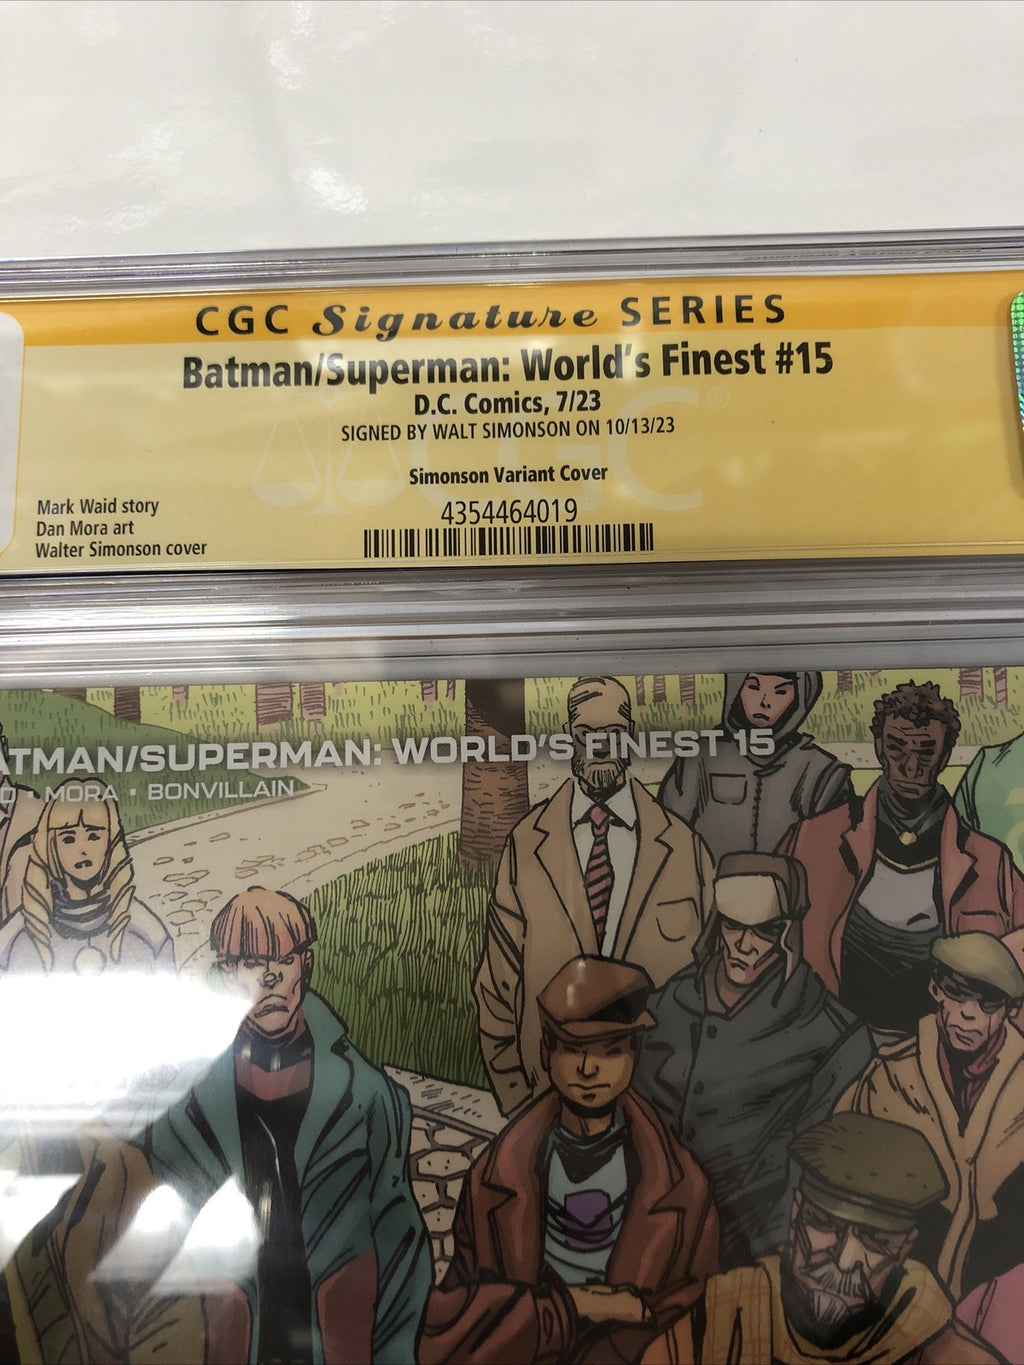 CGC Signature SERIES
Batman/Superman: World's Finest #15
D.C. Comics, 7/23
SIGNED BY WALT SIMONSON ON 10/13/23
Simonson Variant Cover
4354464019
Mark Waid story
Dan Mora art
Walter Simonson cover
CGC®
ATMAN/SUPERMAN: WORLD'S FINEST 15
D • MORA • BONVILLAIN